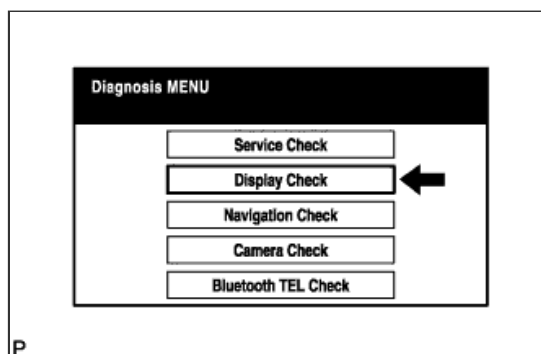 Diagnosis MENU
Service Check
Display Check
Navigation Check
Camera Check
Bluetooth TEL Check
P